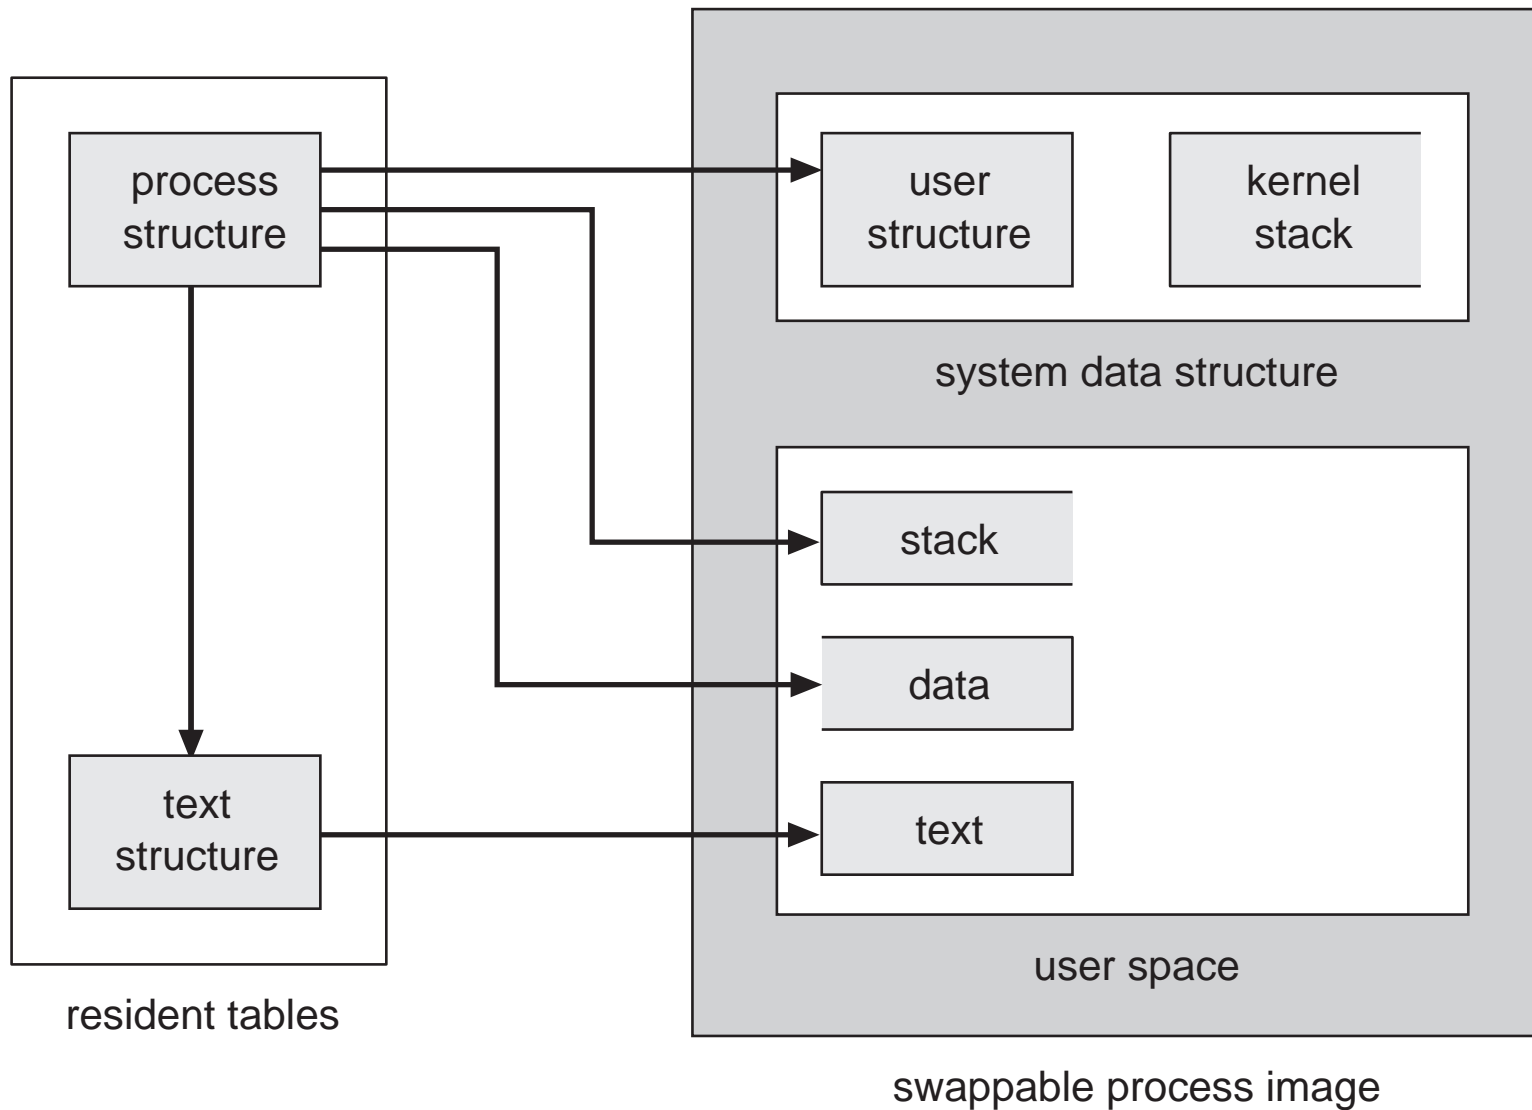 process
structure
text
structure
resident tables
user
structure
kernel
stack
system data structure
stack
data
text
user space
swappable process image